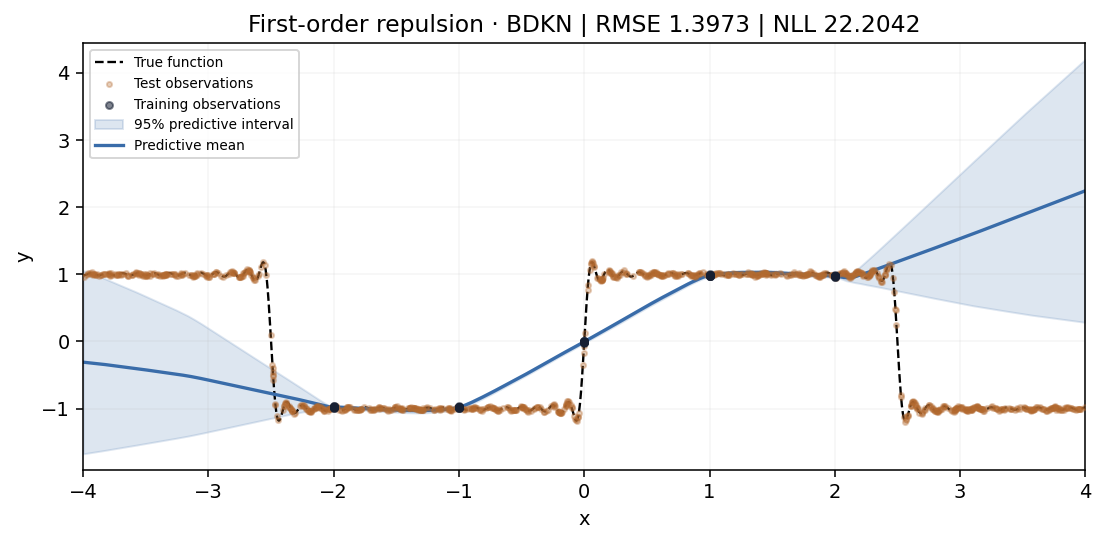 First-order repulsion · BDKN | RMSE 1.3973 | NLL 22.2042
True function
Test observations
Training observations
95% predictive interval
Predictive mean
y
4
3
2
1
0
−1
−4
−3
−2
−1
0
1
2
3
4
x